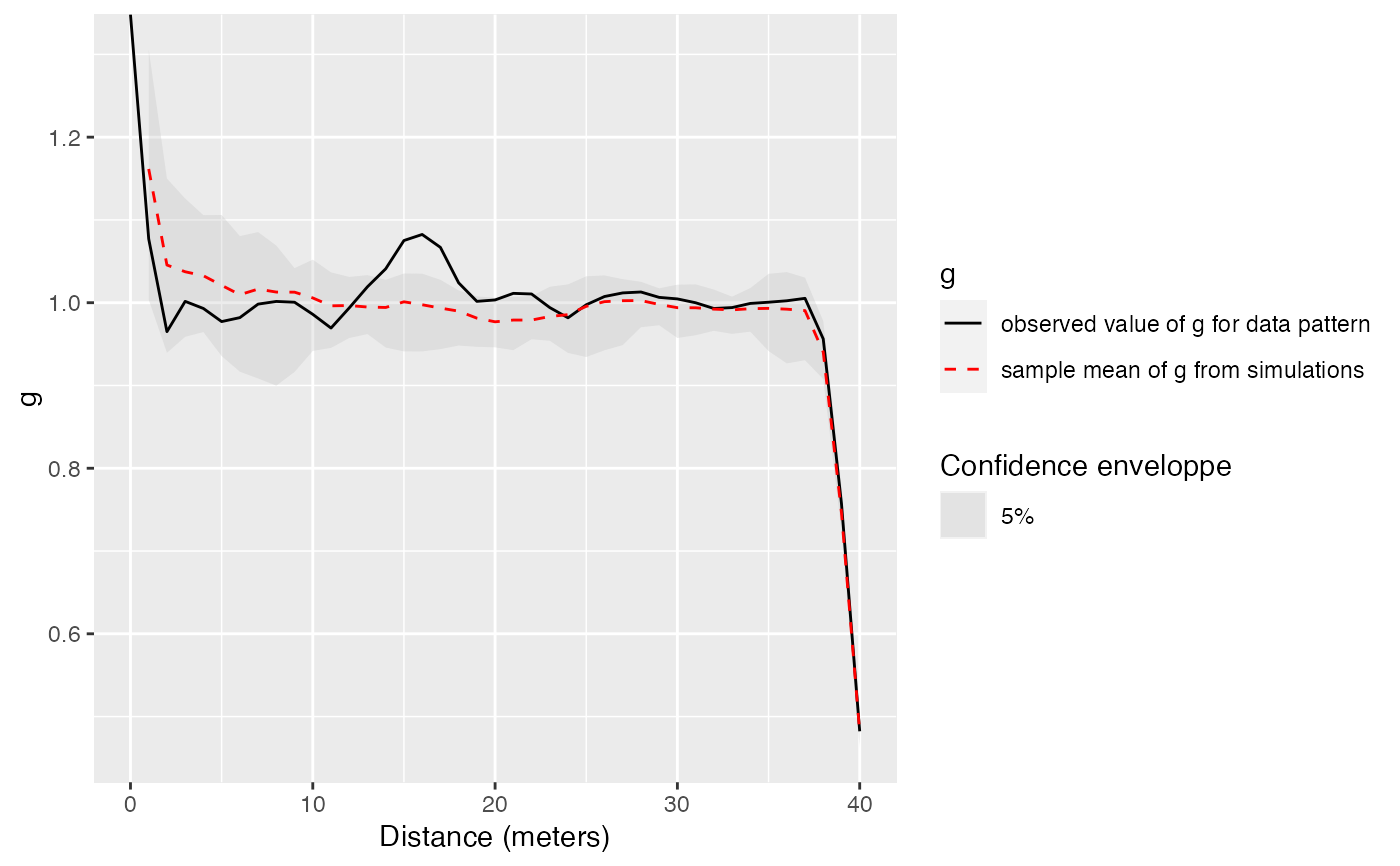 1.2
1.0
0.8
0.6
g
0 10 20 30 40
Distance (meters)
g
observed value of g for data pattern
sample mean of g from simulations
Confidence enveloppe
5%